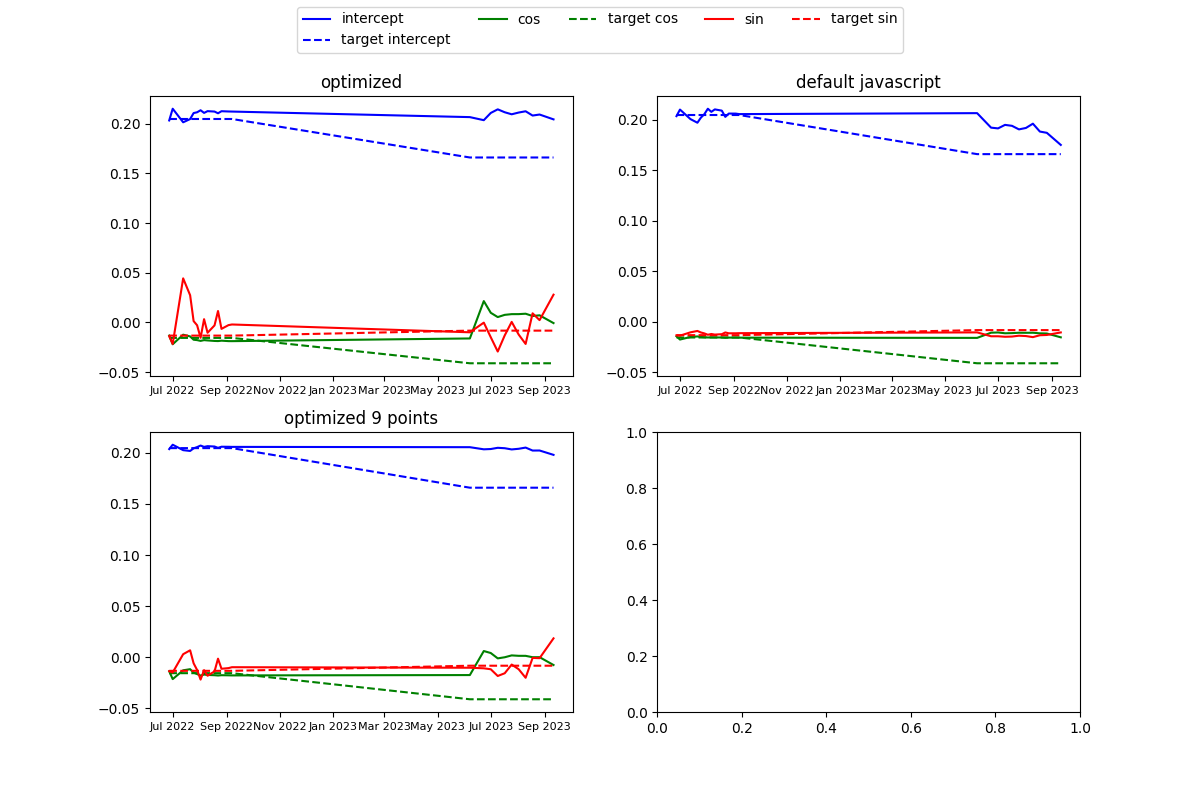 intercept cos target cos sin target sin
target intercept
optimized
0.20
0.15
0.10
0.05
0.00
−0.05
Jul 2022 Sep 2022 Nov 2022 Jan 2023 Mar 2023 May 2023 Jul 2023 Sep 2023
default javascript
0.20
0.15
0.10
0.05
0.00
−0.05
Jul 2022 Sep 2022 Nov 2022 Jan 2023 Mar 2023 May 2023 Jul 2023 Sep 2023
optimized 9 points
0.20
0.15
0.10
0.05
0.00
−0.05
Jul 2022 Sep 2022 Nov 2022 Jan 2023 Mar 2023 May 2023 Jul 2023 Sep 2023
1.0
0.8
0.6
0.4
0.2
0.0
0.0 0.2 0.4 0.6 0.8 1.0